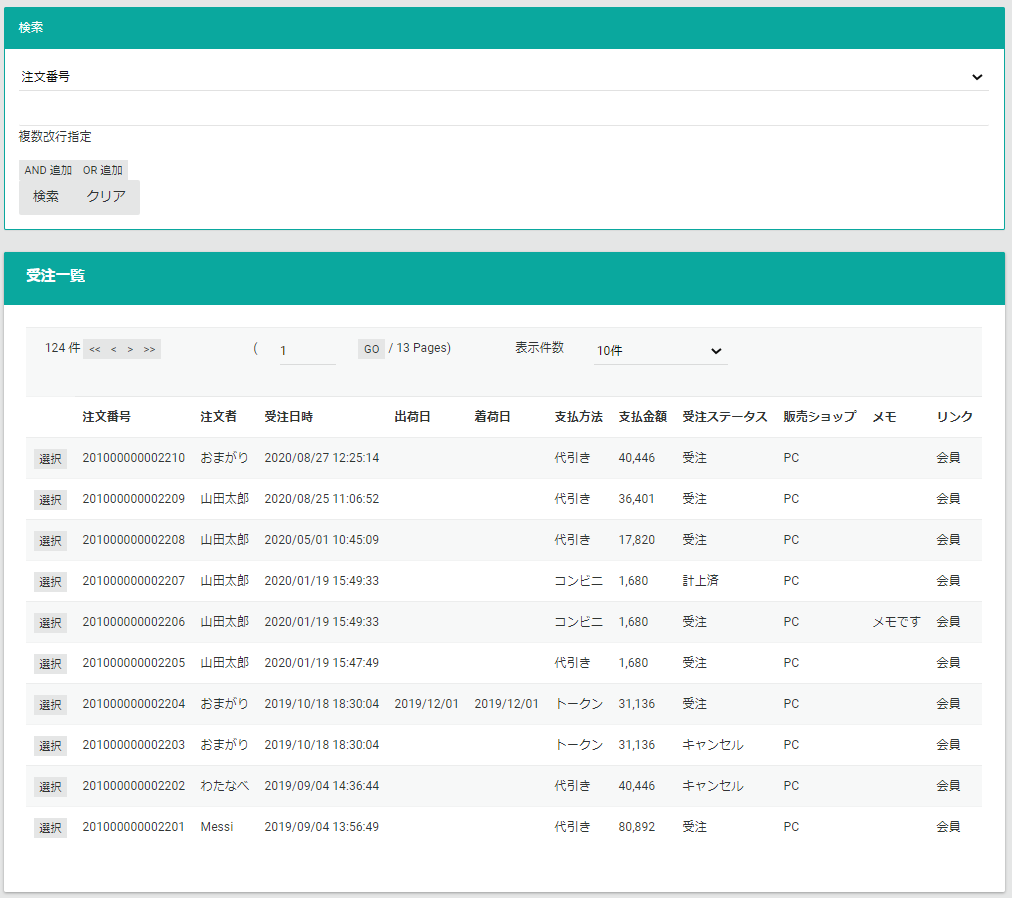 検索
注文番号
複数改行指定
AND 追加 OR 追加
検索 クリア
受注一覧
124 件 << < > >> ( 1 GO / 13 Pages) 表示件数 10件
注文番号 注文者 受注日時 出荷日 着荷日 支払方法 支払金額 受注ステータス 販売ショップ メモ リンク
選択 201000000002210 おまがり 2020/08/27 12:25:14 代引き 40,446 受注 PC 会員
選択 201000000002209 山田太郎 2020/08/25 11:06:52 代引き 36,401 受注 PC 会員
選択 201000000002208 山田太郎 2020/05/01 10:45:09 代引き 17,820 受注 PC 会員
選択 201000000002207 山田太郎 2020/01/19 15:49:33 コンビニ 1,680 計上済 PC 会員
選択 201000000002206 山田太郎 2020/01/19 15:49:33 コンビニ 1,680 受注 PC メモです 会員
選択 201000000002205 山田太郎 2020/01/19 15:47:49 代引き 1,680 受注 PC 会員
選択 201000000002204 おまがり 2019/10/18 18:30:04 2019/12/01 2019/12/01 トークン 31,136 受注 PC 会員
選択 201000000002203 おまがり 2019/10/18 18:30:04 トークン 31,136 キャンセル PC 会員
選択 201000000002202 わたなべ 2019/09/04 14:36:44 代引き 40,446 キャンセル PC 会員
選択 201000000002201 Messi 2019/09/04 13:56:49 代引き 80,892 受注 PC 会員